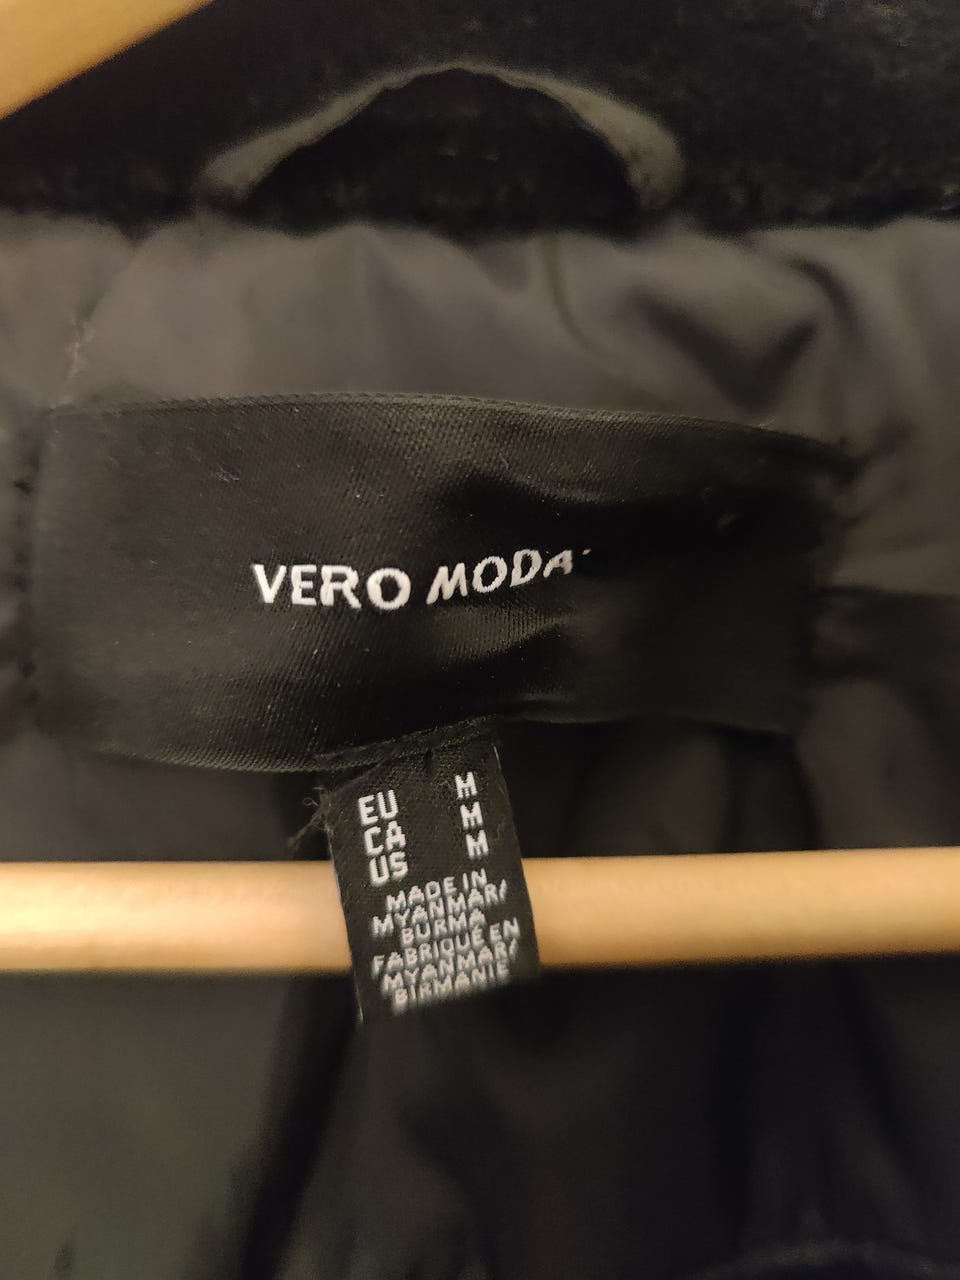 VERO MODA
EU M
CA M
US M
MADE IN
MYANMAR/
BURMA
FABRIQUÉ EN
MYANMAR/
BIRMANIE